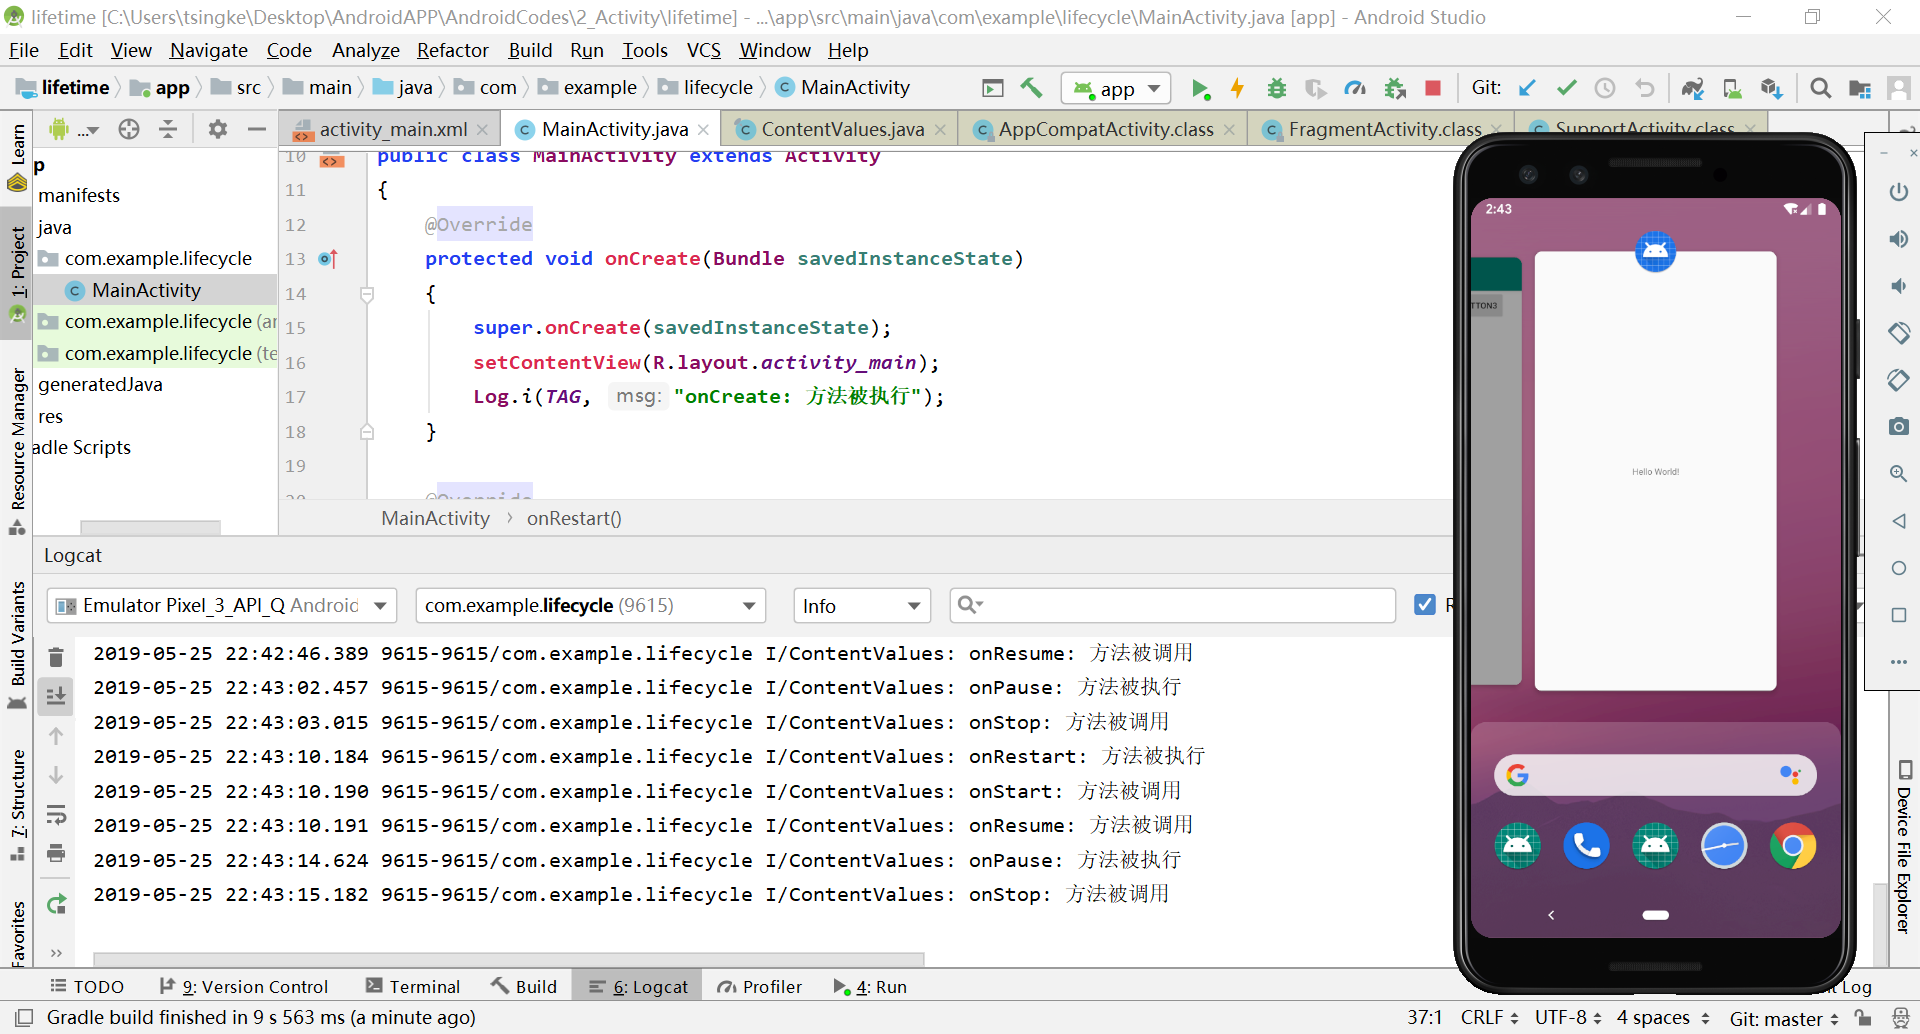 lifetime [C:\Users\tsingke\Desktop\AndroidAPP\AndroidCodes\2_Activity\lifetime] - ...\app\src\main\java\com\example\lifecycle\MainActivity.java [app] - Android Studio
File Edit View Navigate Code Analyze Refactor Build Run Tools VCS Window Help
lifetime app src main java com example lifecycle MainActivity app Git:
... activity_main.xml MainActivity.java ContentValues.java AppCompatActivity.class FragmentActivity.class SupportActivity.class
Learn
1: Project
Resource Manager
Build Variants
7: Structure
Favorites
p
manifests
java
com.example.lifecycle
MainActivity
com.example.lifecycle (ar
com.example.lifecycle (te
generatedJava
res
adle Scripts
10 public class MainActivity extends Activity
11 {
12 @Override
13 protected void onCreate(Bundle savedInstanceState)
14 {
15 super.onCreate(savedInstanceState);
16 setContentView(R.layout.activity_main);
17 Log.i(TAG, msg: "onCreate: 方法被执行");
18 }
19
20 @Override
MainActivity › onRestart()
Logcat
Emulator Pixel_3_API_Q Android com.example.lifecycle (9615) Info
2019-05-25 22:42:46.389 9615-9615/com.example.lifecycle I/ContentValues: onResume: 方法被调用
2019-05-25 22:43:02.457 9615-9615/com.example.lifecycle I/ContentValues: onPause: 方法被执行
2019-05-25 22:43:03.015 9615-9615/com.example.lifecycle I/ContentValues: onStop: 方法被调用
2019-05-25 22:43:10.184 9615-9615/com.example.lifecycle I/ContentValues: onRestart: 方法被执行
2019-05-25 22:43:10.190 9615-9615/com.example.lifecycle I/ContentValues: onStart: 方法被调用
2019-05-25 22:43:10.191 9615-9615/com.example.lifecycle I/ContentValues: onResume: 方法被调用
2019-05-25 22:43:14.624 9615-9615/com.example.lifecycle I/ContentValues: onPause: 方法被执行
2019-05-25 22:43:15.182 9615-9615/com.example.lifecycle I/ContentValues: onStop: 方法被调用
2:43
TTON3
Hello World!
Device File Explorer
TODO 9: Version Control Terminal Build 6: Logcat Profiler 4: Run t Log
Gradle build finished in 9 s 563 ms (a minute ago) 37:1 CRLF UTF-8 4 spaces Git: master